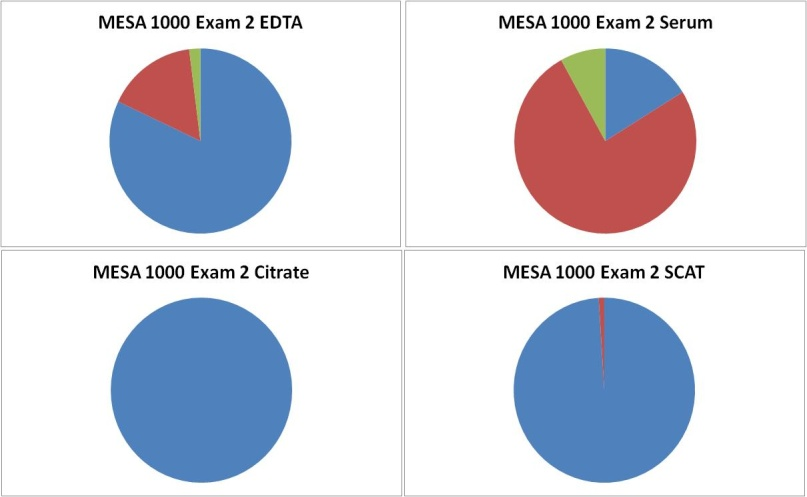 MESA 1000 Exam 2 EDTA
MESA 1000 Exam 2 Serum
MESA 1000 Exam 2 Citrate
MESA 1000 Exam 2 SCAT